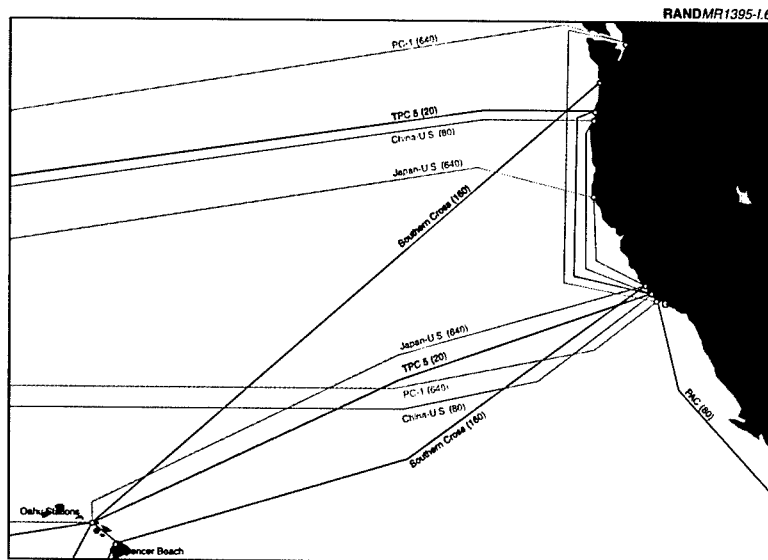 RANDMR1395-I.6
PC-1 (640)
TPC 5 (20)
China-U S (80)
Japan-U S (640)
Southern Cross (160)
Japan-U S (640)
TPC 5 (20)
PC-1 (640)
China-U S (80)
Southern Cross (160)
PAC (80)
Oahu Stations
Spencer Beach